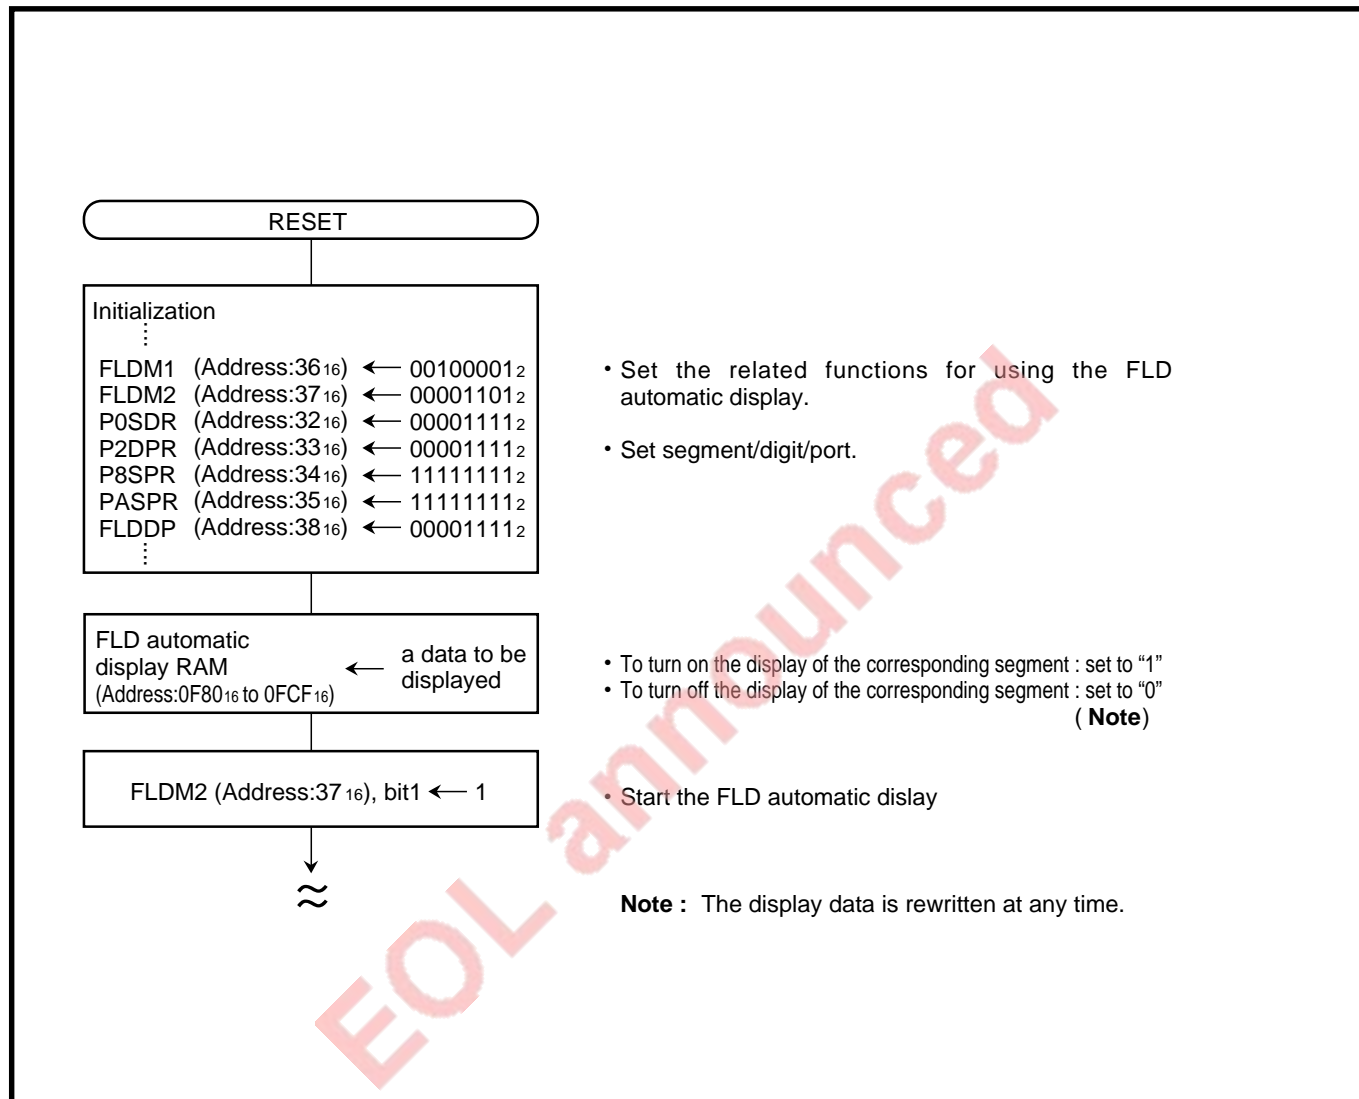 RESET
Initialization
FLDM1 (Address:36₁₆) ← 00100001₂
FLDM2 (Address:37₁₆) ← 00001101₂
P0SDR (Address:32₁₆) ← 00001111₂
P2DPR (Address:33₁₆) ← 00001111₂
P8SPR (Address:34₁₆) ← 11111111₂
PASPR (Address:35₁₆) ← 11111111₂
FLDDP (Address:38₁₆) ← 00001111₂
• Set the related functions for using the FLD
automatic display.
• Set segment/digit/port.
FLD automatic
display RAM
(Address:0F80₁₆ to 0FCF₁₆)
← a data to be
displayed
• To turn on the display of the corresponding segment : set to “1”
• To turn off the display of the corresponding segment : set to “0”
( Note)
FLDM2 (Address:37₁₆), bit1 ← 1
• Start the FLD automatic dislay
≈
Note : The display data is rewritten at any time.
EOL announced